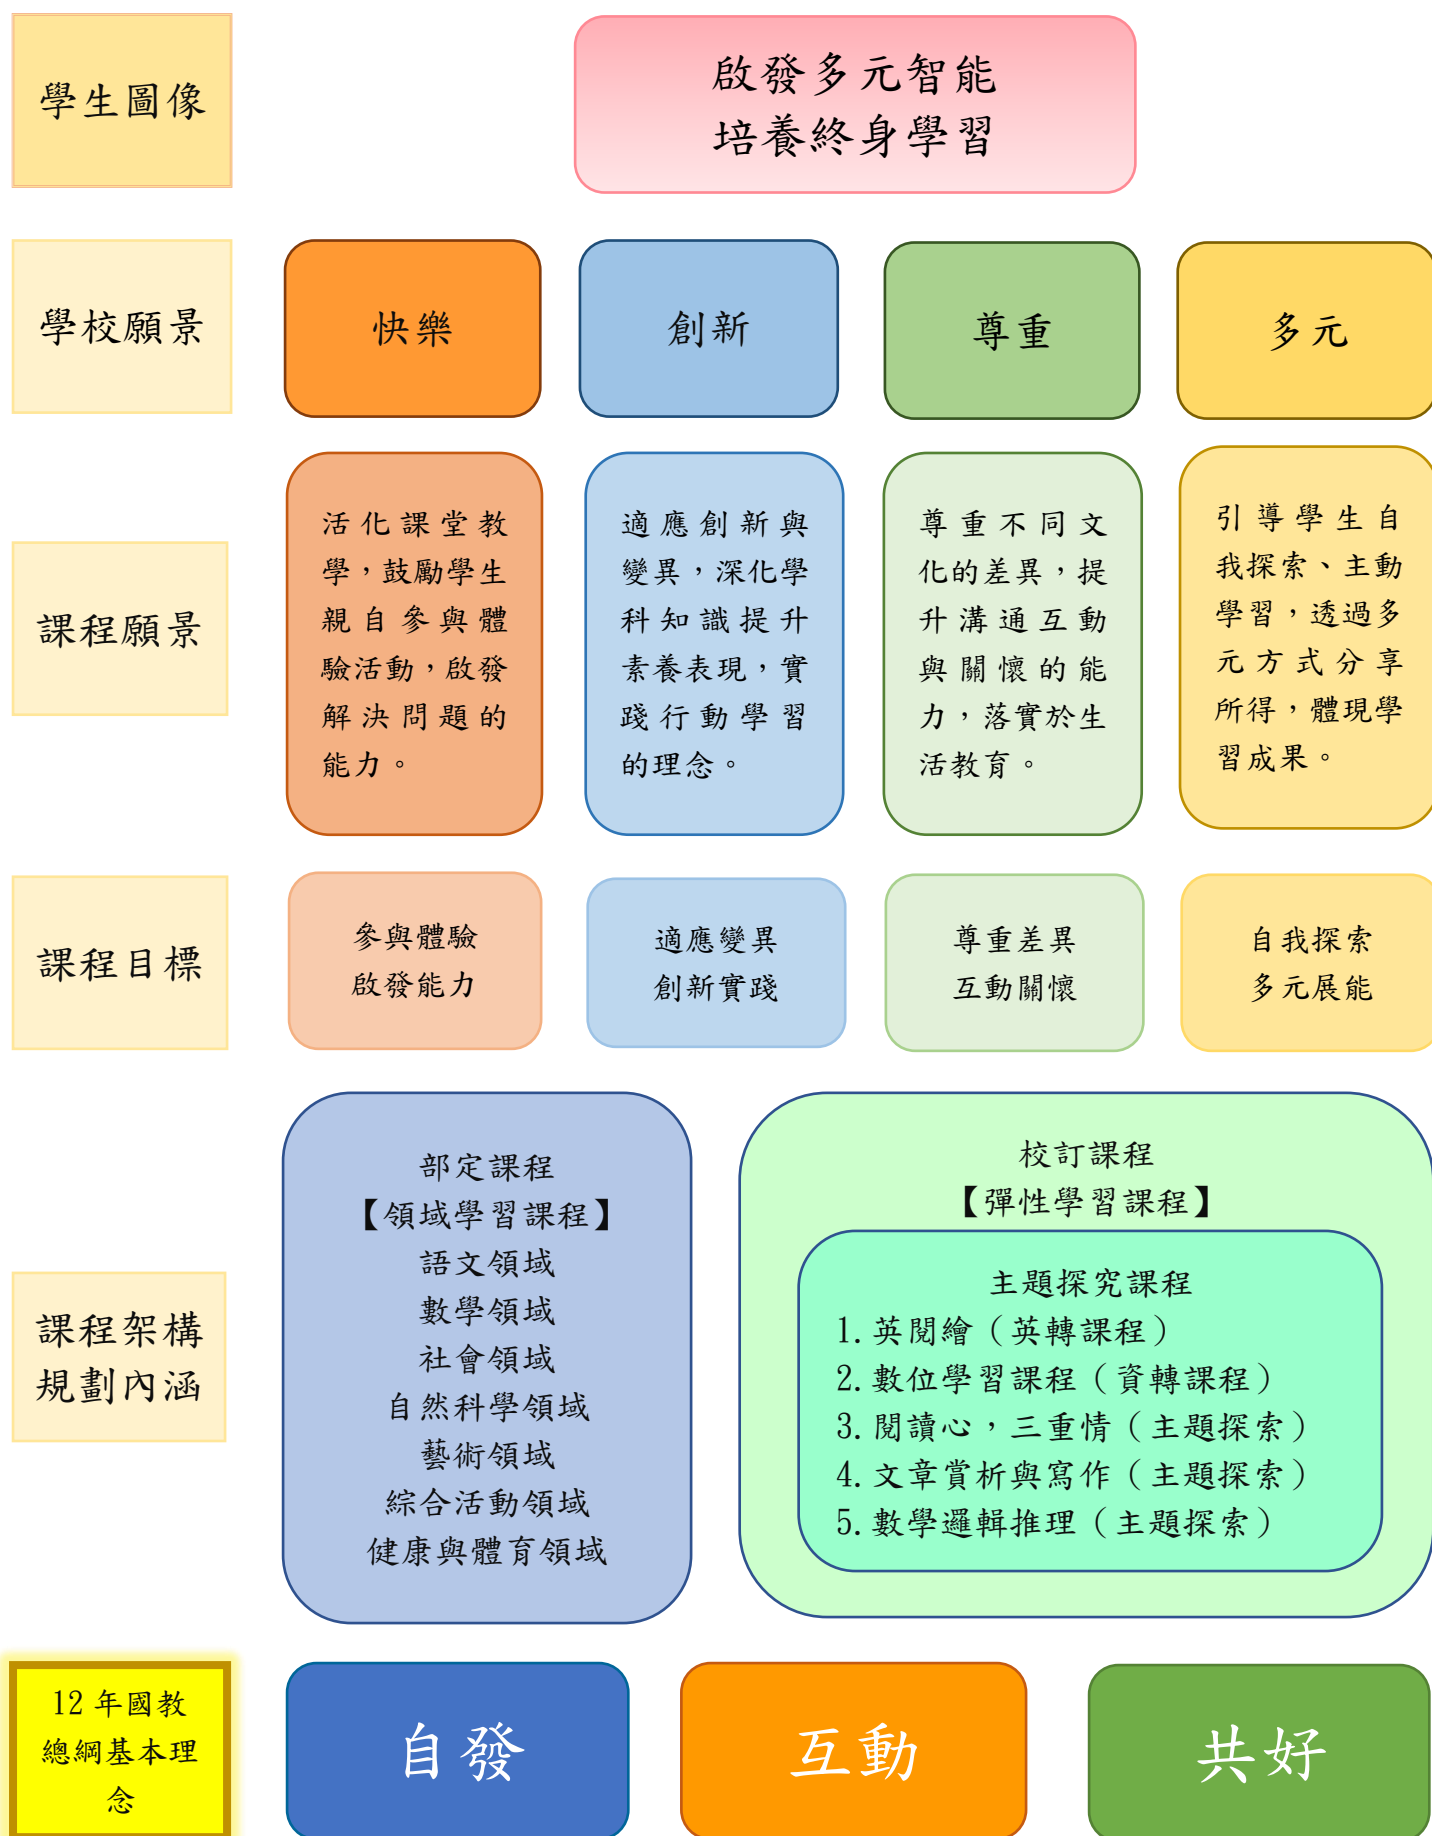 學生圖像
啟發多元智能
培養終身學習
學校願景
快樂
創新
尊重
多元
課程願景
活化課堂教
學，鼓勵學生
親自參與體
驗活動，啟發
解決問題的
能力。
適應創新與
變異，深化學
科知識提升
素養表現，實
踐行動學習
的理念。
尊重不同文
化的差異，提
升溝通互動
與關懷的能
力，落實於生
活教育。
引導學生自
我探索、主動
學習，透過多
元方式分享
所得，體現學
習成果。
課程目標
參與體驗
啟發能力
適應變異
創新實踐
尊重差異
互動關懷
自我探索
多元展能
課程架構
規劃內涵
部定課程
【領域學習課程】
語文領域
數學領域
社會領域
自然科學領域
藝術領域
綜合活動領域
健康與體育領域
校訂課程
【彈性學習課程】
主題探究課程
1.英閱繪（英轉課程）
2.數位學習課程（資轉課程）
3.閱讀心，三重情（主題探索）
4.文章賞析與寫作（主題探索）
5.數學邏輯推理（主題探索）
12年國教
總綱基本理
念
自發
互動
共好